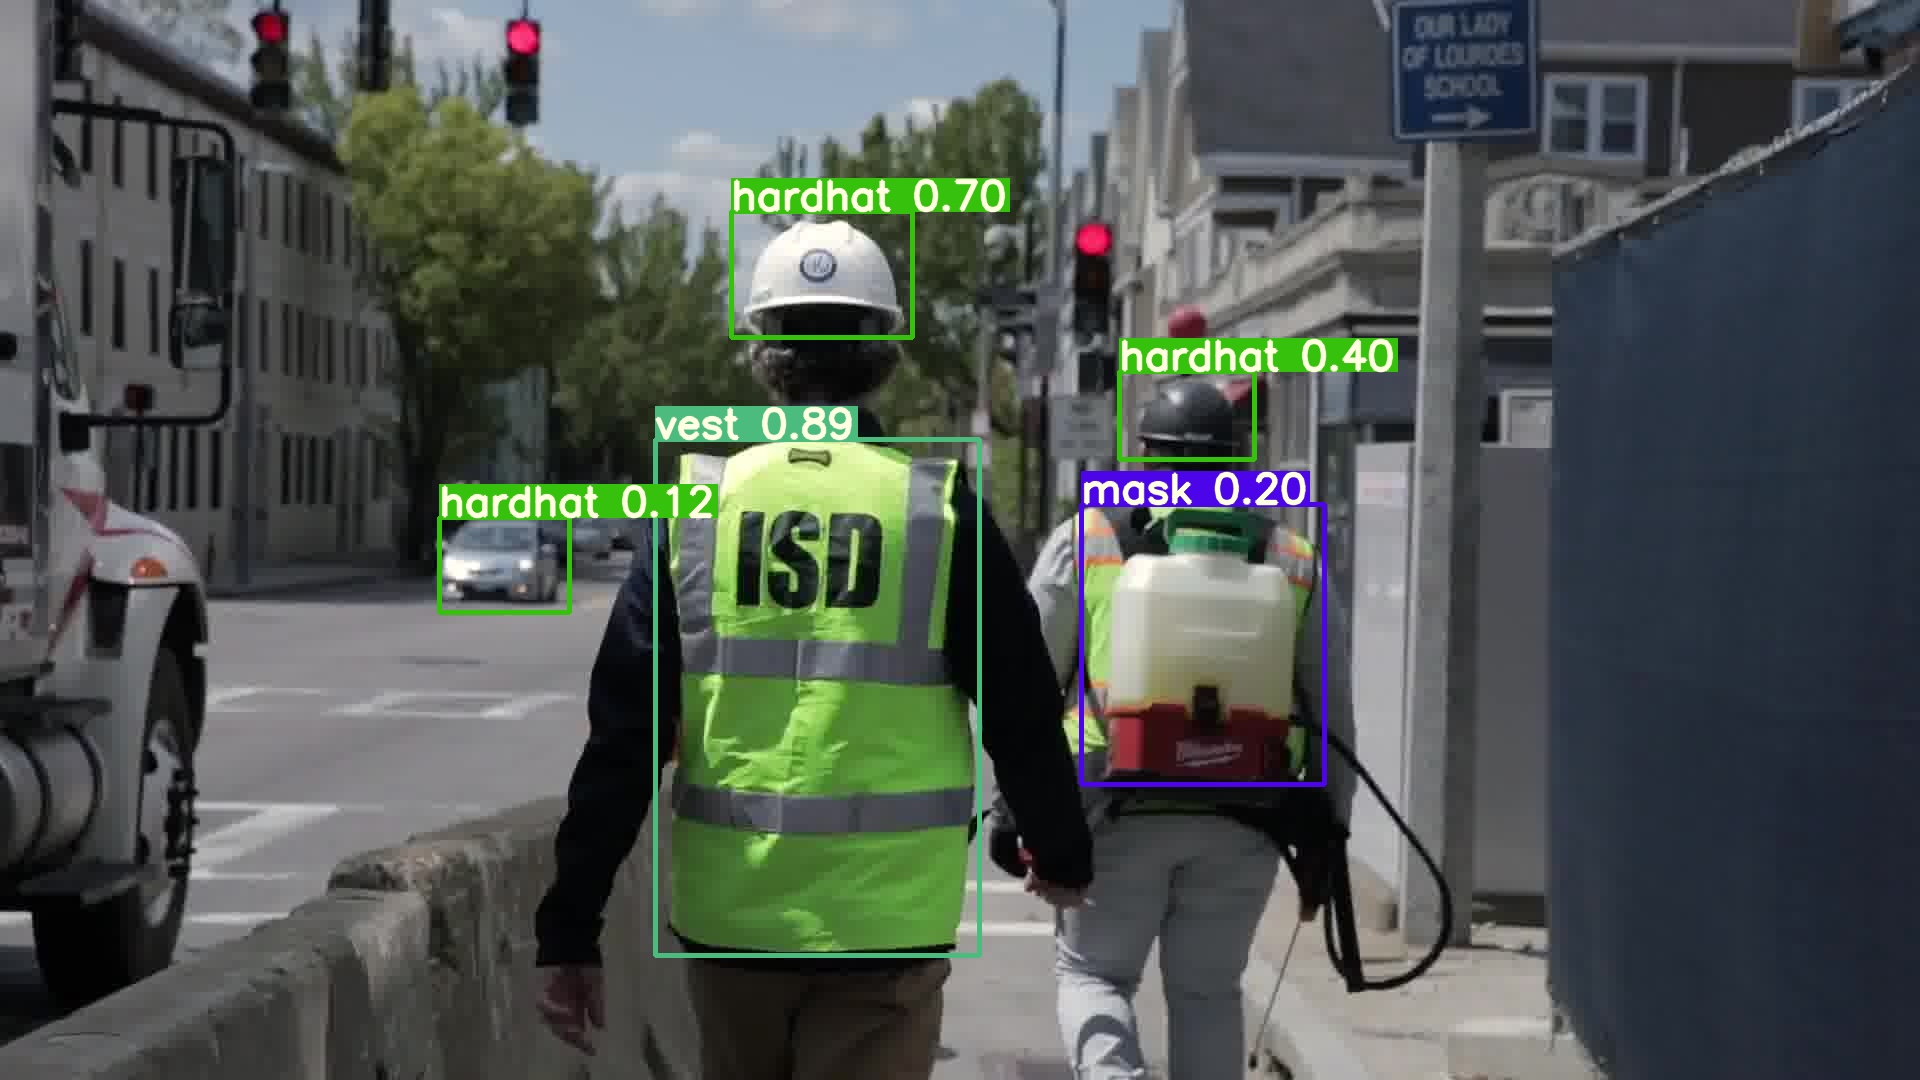 OUR LADY
OF LOURDES
SCHOOL
hardhat 0.70
hardhat 0.40
vest 0.89
mask 0.20
hardhat 0.12
ISD
Milwaukee